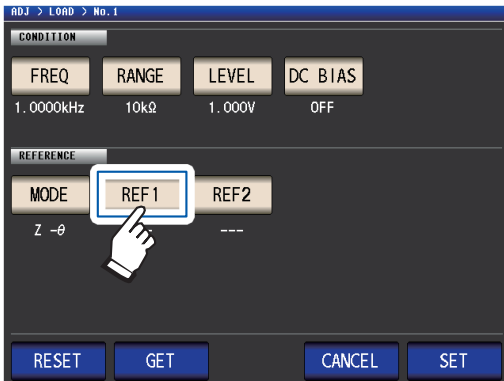 ADJ > LOAD > No.1
CONDITION
FREQ RANGE LEVEL DC BIAS
1.0000kHz 10kΩ 1.000V OFF
REFERENCE
MODE REF1 REF2
Z -θ ---
RESET GET CANCEL SET